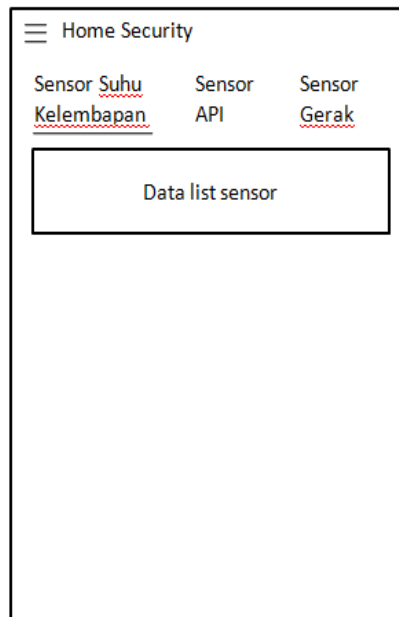 Home Security
Sensor Suhu Kelembapan
Sensor API
Sensor Gerak
Data list sensor